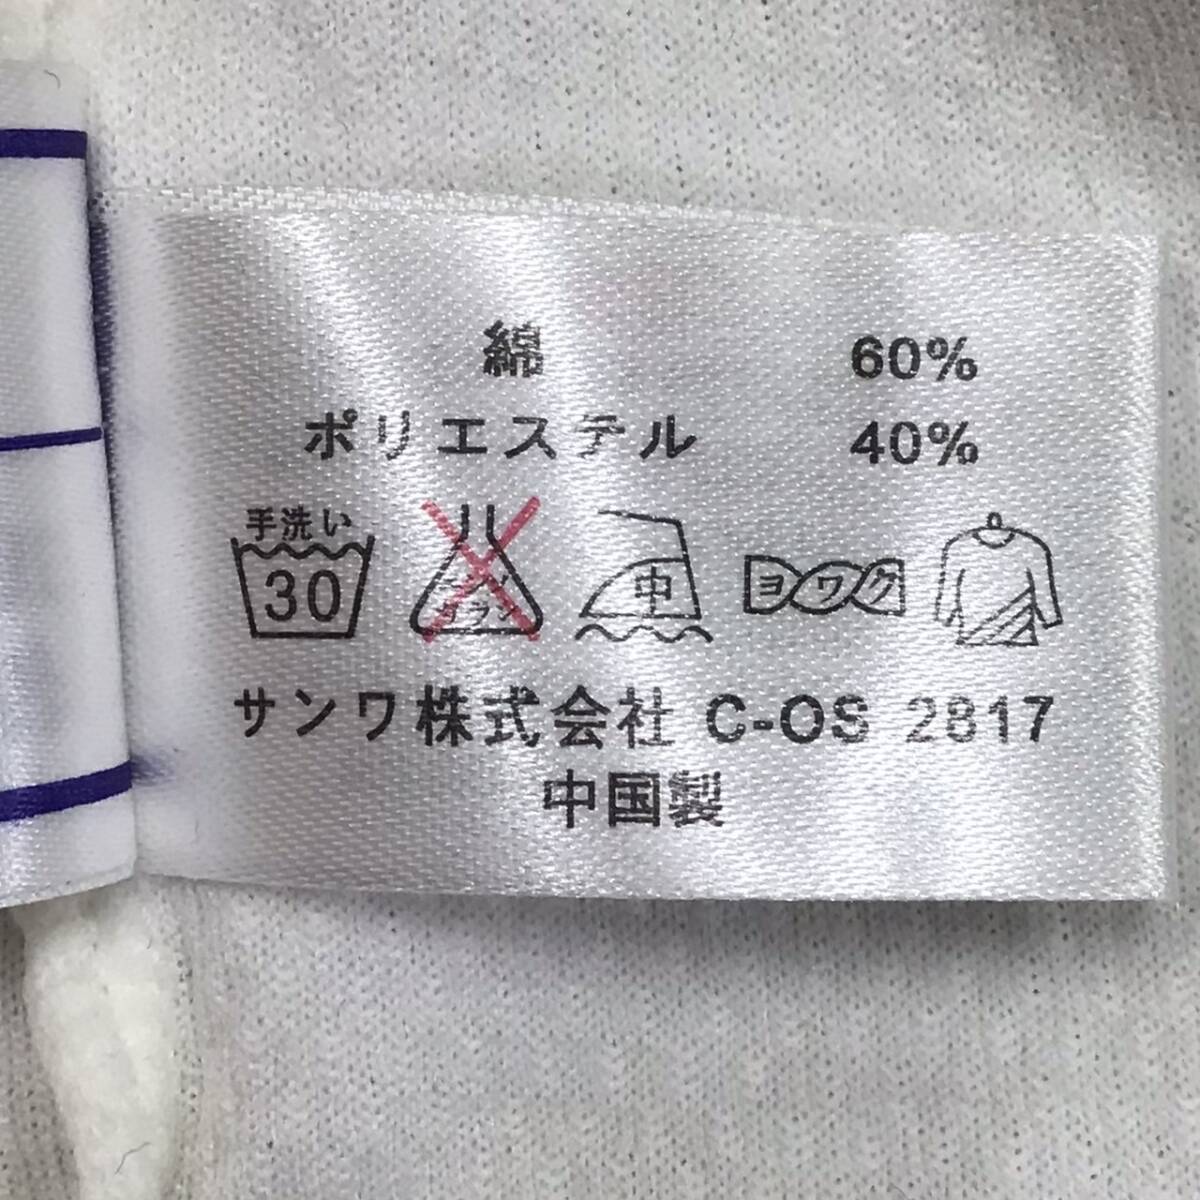 綿 60%
ポリエステル 40%
手洗い
30 中 ヨワク
サンワ株式会社 C-OS 2817
中国製